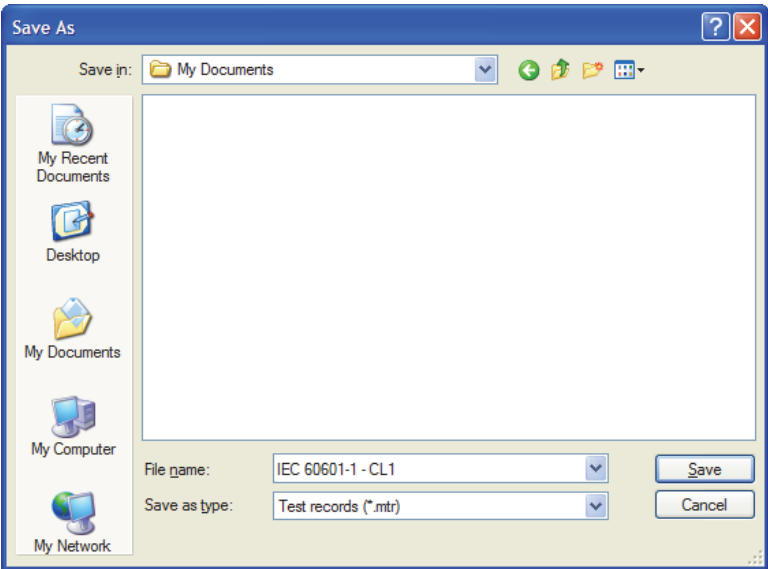 Save As
Save in: My Documents
My Recent
Documents
Desktop
My Documents
My Computer
My Network
File name: IEC 60601-1 - CL1 Save
Save as type: Test records (*.mtr) Cancel